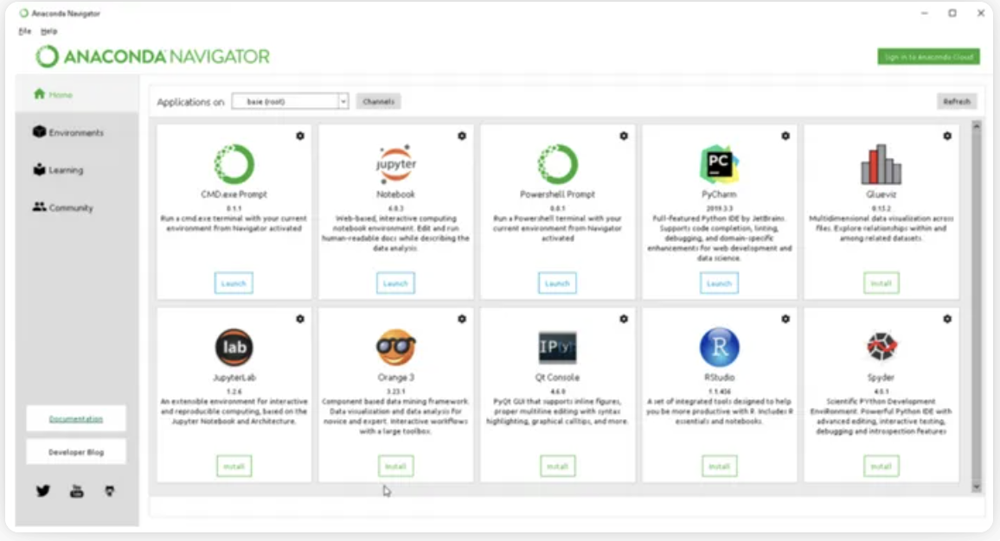 Anaconda Navigator
File Help
ANACONDA NAVIGATOR
Sign in to Anaconda Cloud
Home
Environments
Learning
Community
Documentation
Developer Blog
You Tube
Applications on
base (root)
Channels
Refresh
CMD.exe Prompt
0.1.1
Run a cmd.exe terminal with your current
environment from Navigator activated
Launch
jupyter
Notebook
6.0.3
Web-based, interactive computing
notebook environment. Edit and run
human-readable docs while describing the
data analysis.
Launch
Powershell Prompt
0.0.1
Run a Powershell terminal with your
current environment from Navigator
activated
Launch
PC
PyCharm
2019.3.3
Full-featured Python IDE by JetBrains.
Supports code completion, linting,
debugging, and domain-specific
enhancements for web development and
data science.
Launch
Glueviz
0.15.2
Multidimensional data visualization across
files. Explore relationships within and
among related datasets.
Install
lab
JupyterLab
1.2.6
An extensible environment for interactive
and reproducible computing, based on the
Jupyter Notebook and Architecture.
Install
Orange 3
3.23.1
Component based data mining framework.
Data visualization and data analysis for
novice and expert. Interactive workflows
with a large toolbox.
Install
IP[y]
Qt Console
4.6.0
PyQt GUI that supports inline figures,
proper multiline editing with syntax
highlighting, graphical calltips, and more.
Install
R
RStudio
1.1.456
A set of integrated tools designed to help
you be more productive with R. Includes R
essentials and notebooks.
Install
Spyder
4.0.1
Scientific PYthon Development
EnviRonment. Powerful Python IDE with
advanced editing, interactive testing,
debugging and introspection features
Install